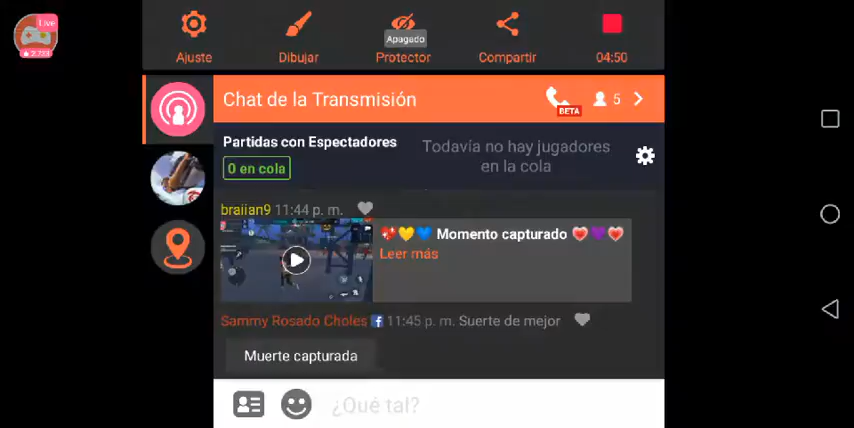 Live
Apagado
Ajuste
Dibujar
Protector
Compartir
04:50
Chat de la Transmisión
BETA
5
Partidas con Espectadores
Todavía no hay jugadores
en la cola
0 en cola
braiian9 11:44 p. m.
Momento capturado
Leer más
Sammy Rosado Choles 11:45 p. m. Suerte de mejor
Muerte capturada
¿Qué tal?